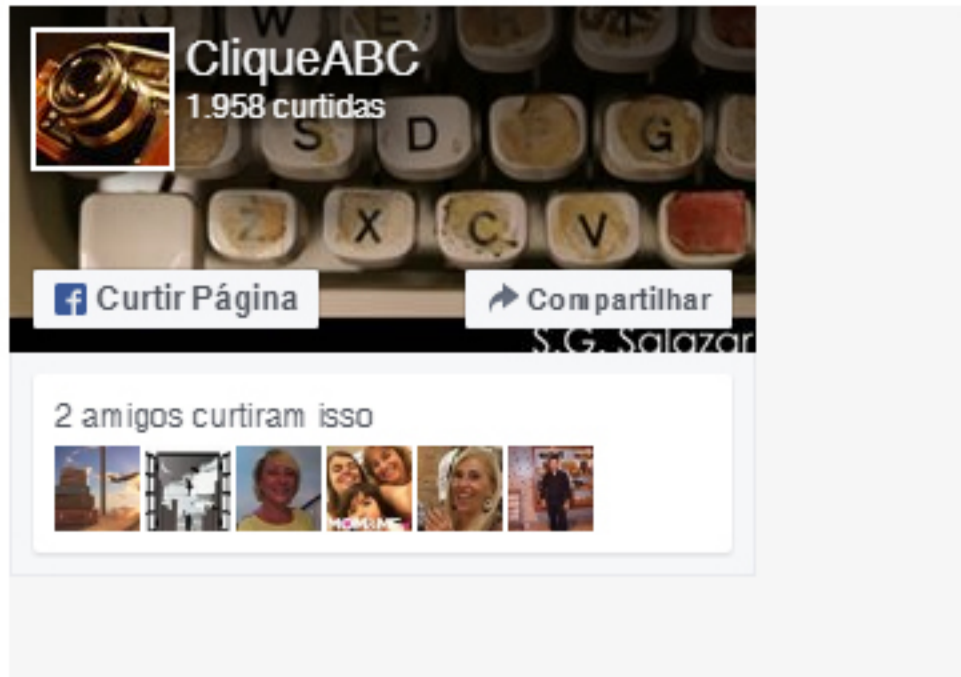 W E R
CliqueABC
1.958 curtidas
S D G
Z X C V
Curtir Página
Compartilhar
S.G. Salazar
2 amigos curtiram isso
MOM&ME